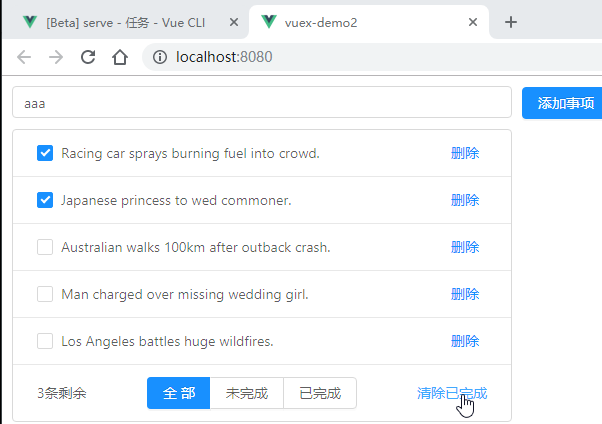 [Beta] serve - 任务 - Vue CLI
vuex-demo2
localhost:8080
aaa
添加事项
Racing car sprays burning fuel into crowd. 删除
Japanese princess to wed commoner. 删除
Australian walks 100km after outback crash. 删除
Man charged over missing wedding girl. 删除
Los Angeles battles huge wildfires. 删除
3条剩余 全 部 未完成 已完成 清除已完成